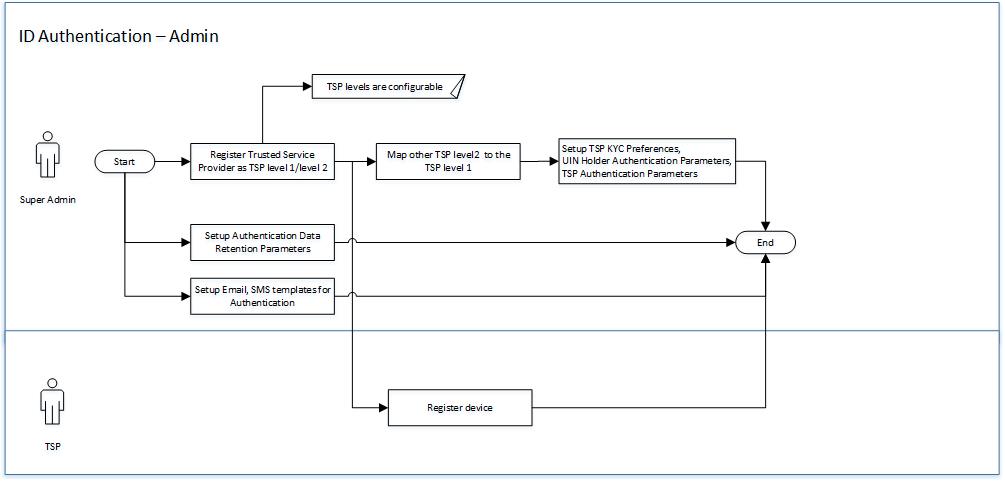 ID Authentication – Admin
TSP levels are configurable
Super Admin
Start
Register Trusted Service
Provider as TSP level 1/level 2
Map other TSP level2 to the
TSP level 1
Setup TSP KYC Preferences,
UIN Holder Authentication Parameters,
TSP Authentication Parameters
Setup Authentication Data
Retention Parameters
End
Setup Email, SMS templates for
Authentication
TSP
Register device